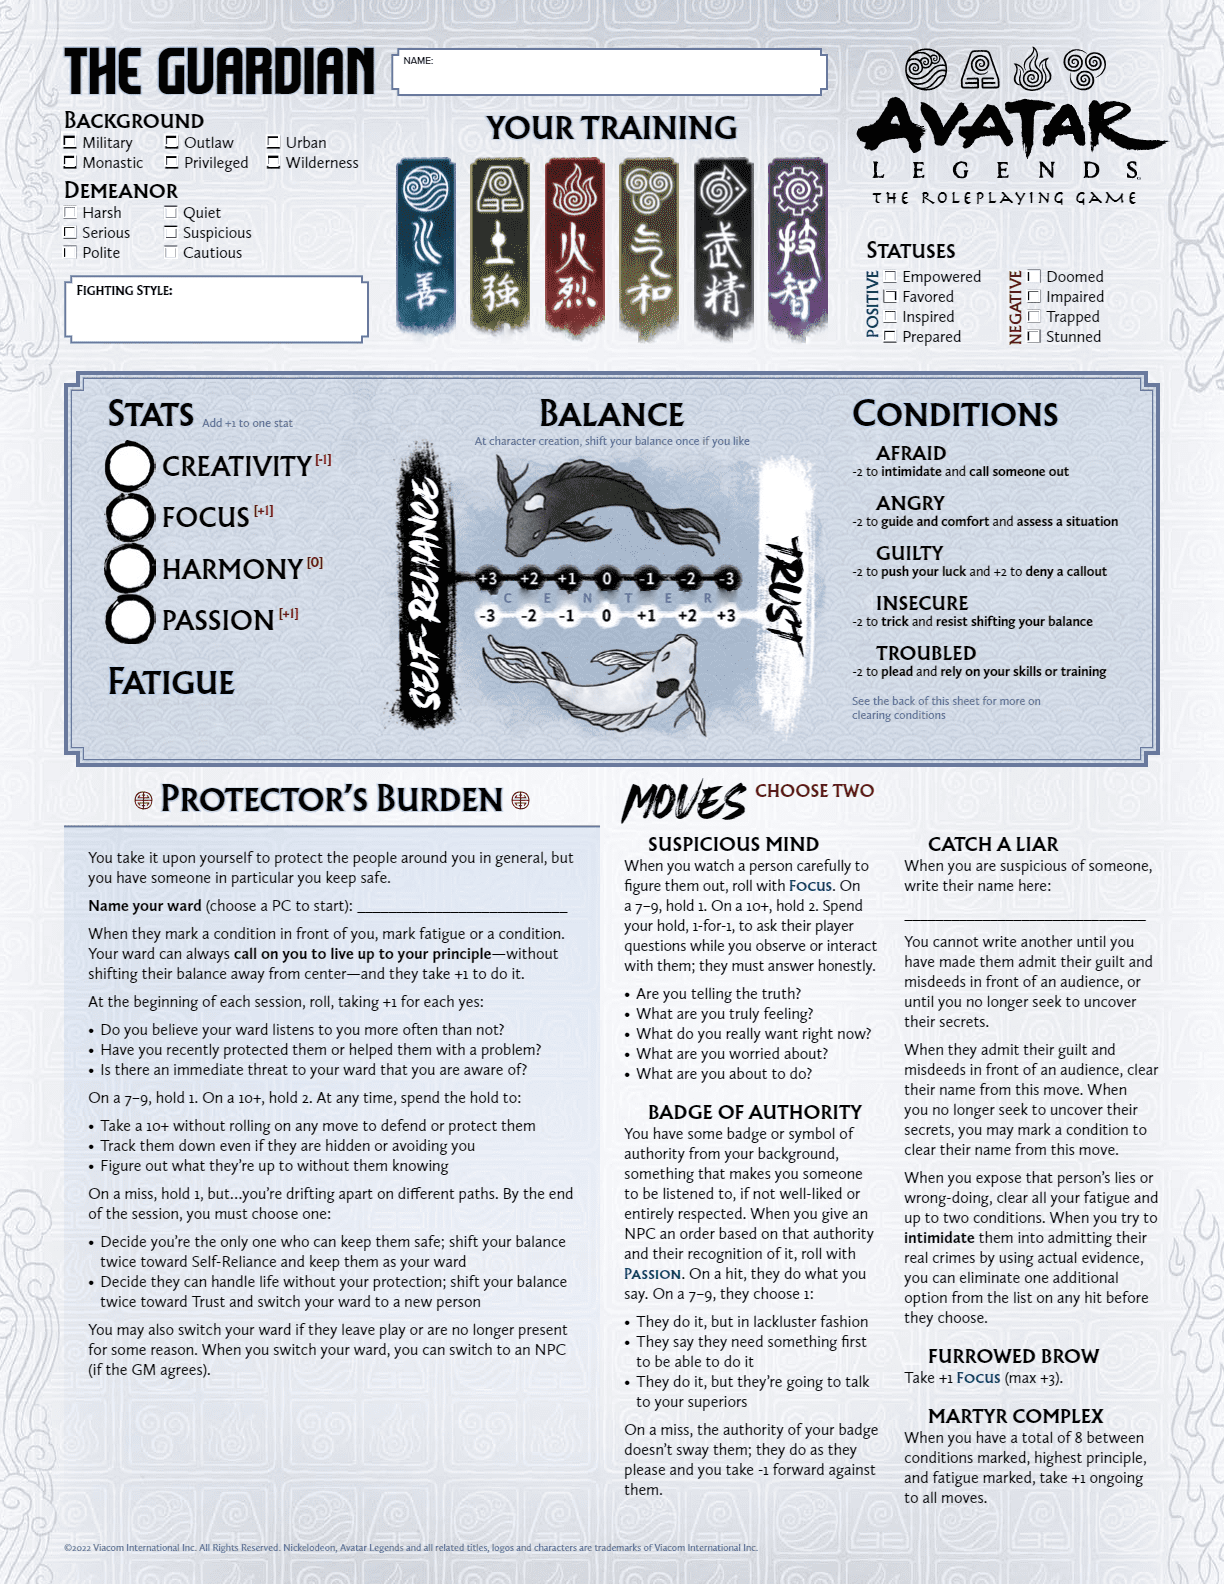 THE GUARDIAN
NAME:
BACKGROUND
Military
Outlaw
Urban
Monastic
Privileged
Wilderness
DEMEANOR
Harsh
Quiet
Serious
Suspicious
Polite
Cautious
FIGHTING STYLE:
YOUR TRAINING
水 善
土 強
火 烈
气 和
武 精
技 智
AVATAR
LEGENDS
THE ROLEPLAYING GAME
STATUSES
POSITIVE
Empowered
Favored
Inspired
Prepared
NEGATIVE
Doomed
Impaired
Trapped
Stunned
STATS Add +1 to one stat
CREATIVITY [-1]
FOCUS [+1]
HARMONY [0]
PASSION [+1]
FATIGUE
BALANCE
At character creation, shift your balance once if you like
SELF-RELIANCE
+3 +2 +1 0 -1 -2 -3
CENTER
-3 -2 -1 0 +1 +2 +3
TRUST
CONDITIONS
AFRAID
-2 to intimidate and call someone out
ANGRY
-2 to guide and comfort and assess a situation
GUILTY
-2 to push your luck and +2 to deny a callout
INSECURE
-2 to trick and resist shifting your balance
TROUBLED
-2 to plead and rely on your skills or training
See the back of this sheet for more on
clearing conditions
PROTECTOR'S BURDEN
You take it upon yourself to protect the people around you in general, but
you have someone in particular you keep safe.
Name your ward (choose a PC to start): ___________________________
When they mark a condition in front of you, mark fatigue or a condition.
Your ward can always call on you to live up to your principle—without
shifting their balance away from center—and they take +1 to do it.
At the beginning of each session, roll, taking +1 for each yes:
• Do you believe your ward listens to you more often than not?
• Have you recently protected them or helped them with a problem?
• Is there an immediate threat to your ward that you are aware of?
On a 7–9, hold 1. On a 10+, hold 2. At any time, spend the hold to:
• Take a 10+ without rolling on any move to defend or protect them
• Track them down even if they are hidden or avoiding you
• Figure out what they're up to without them knowing
On a miss, hold 1, but...you're drifting apart on different paths. By the end
of the session, you must choose one:
• Decide you're the only one who can keep them safe; shift your balance
twice toward Self-Reliance and keep them as your ward
• Decide they can handle life without your protection; shift your balance
twice toward Trust and switch your ward to a new person
You may also switch your ward if they leave play or are no longer present
for some reason. When you switch your ward, you can switch to an NPC
(if the GM agrees).
MOVES CHOOSE TWO
SUSPICIOUS MIND
When you watch a person carefully to
figure them out, roll with FOCUS. On
a 7–9, hold 1. On a 10+, hold 2. Spend
your hold, 1-for-1, to ask their player
questions while you observe or interact
with them; they must answer honestly.
• Are you telling the truth?
• What are you truly feeling?
• What do you really want right now?
• What are you worried about?
• What are you about to do?
BADGE OF AUTHORITY
You have some badge or symbol of
authority from your background,
something that makes you someone
to be listened to, if not well-liked or
entirely respected. When you give an
NPC an order based on that authority
and their recognition of it, roll with
PASSION. On a hit, they do what you
say. On a 7–9, they choose 1:
• They do it, but in lackluster fashion
• They say they need something first
to be able to do it
• They do it, but they're going to talk
to your superiors
On a miss, the authority of your badge
doesn't sway them; they do as they
please and you take -1 forward against
them.
CATCH A LIAR
When you are suspicious of someone,
write their name here:
_______________________________
You cannot write another until you
have made them admit their guilt and
misdeeds in front of an audience, or
until you no longer seek to uncover
their secrets.
When they admit their guilt and
misdeeds in front of an audience, clear
their name from this move. When
you no longer seek to uncover their
secrets, you may mark a condition to
clear their name from this move.
When you expose that person's lies or
wrong-doing, clear all your fatigue and
up to two conditions. When you try to
intimidate them into admitting their
real crimes by using actual evidence,
you can eliminate one additional
option from the list on any hit before
they choose.
FURROWED BROW
Take +1 FOCUS (max +3).
MARTYR COMPLEX
When you have a total of 8 between
conditions marked, highest principle,
and fatigue marked, take +1 ongoing
to all moves.
©2022 Viacom International Inc. All Rights Reserved. Nickelodeon, Avatar Legends and all related titles, logos and characters are trademarks of Viacom International Inc.